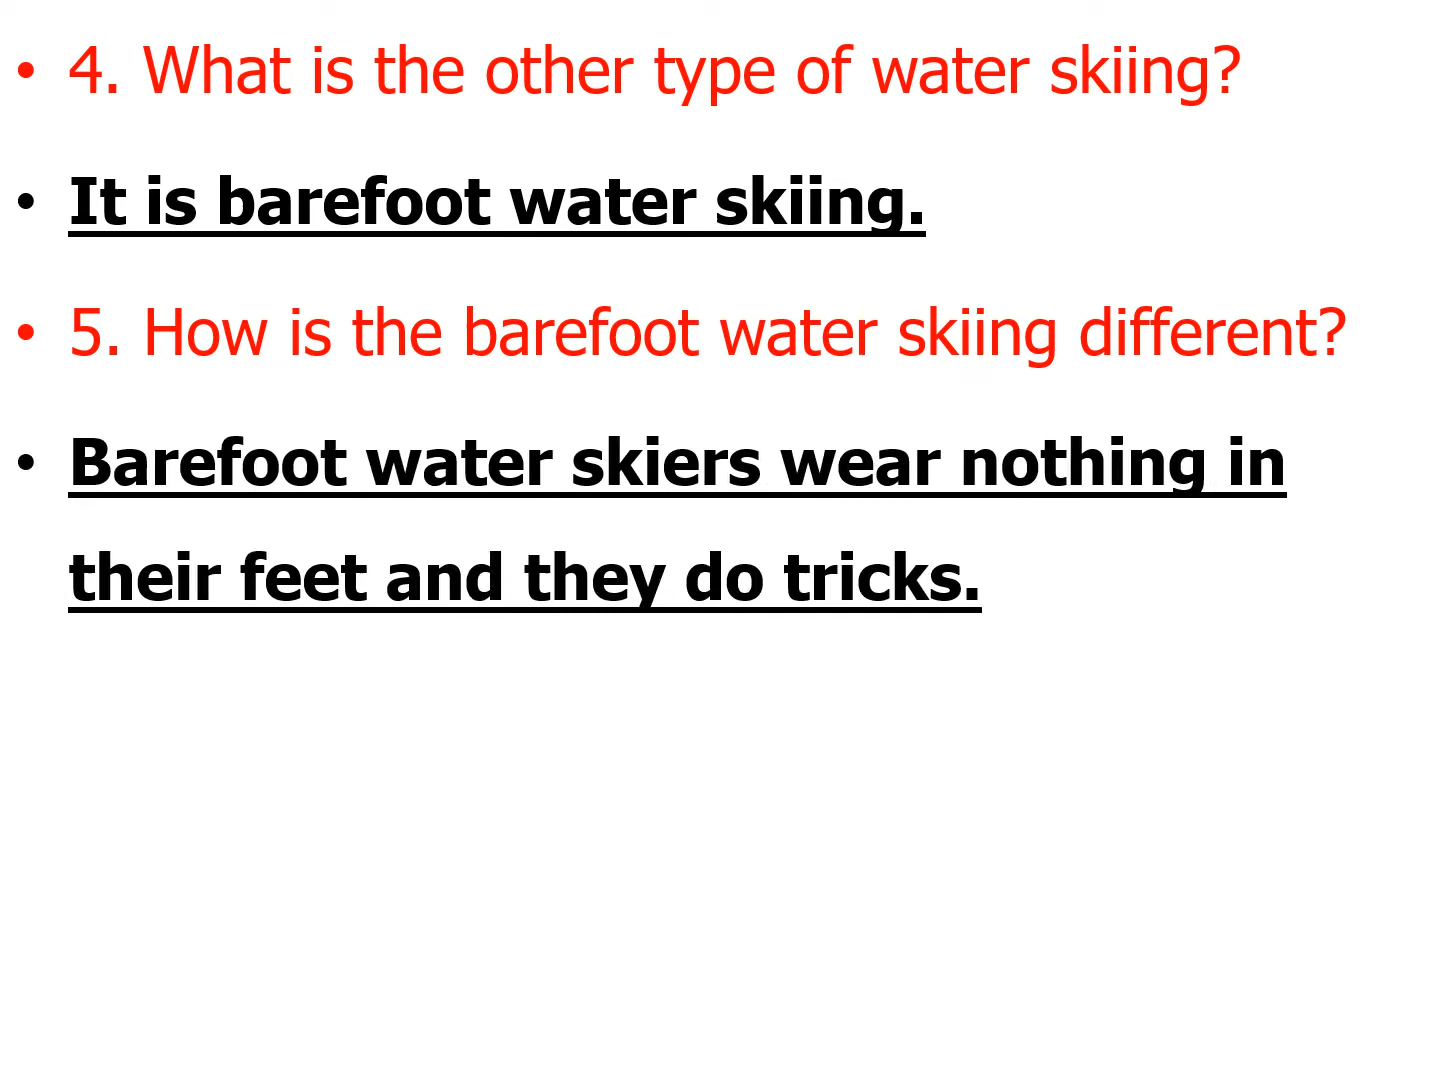 • 4. What is the other type of water skiing?
• It is barefoot water skiing.
• 5. How is the barefoot water skiing different?
• Barefoot water skiers wear nothing in
their feet and they do tricks.